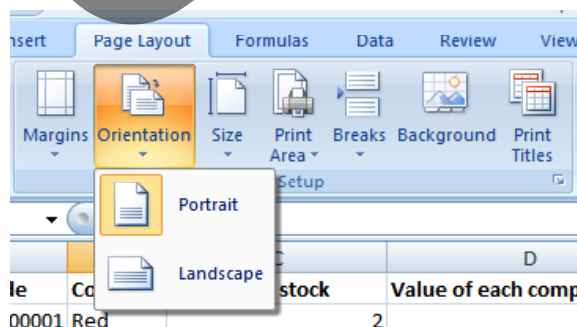 nsert Page Layout Formulas Data Review View
Margins Orientation Size Print Area Breaks Background Print Titles
Setup
Portrait
Landscape
C D
de Co stock Value of each comp
00001 Red 2